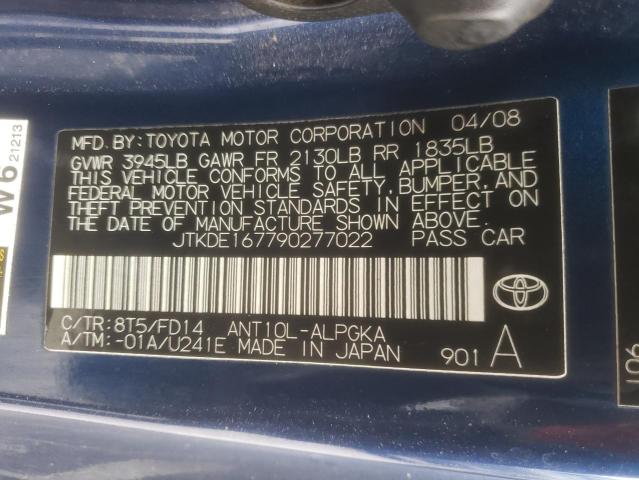 MFD. BY: TOYOTA MOTOR CORPORATION 04/08
GVWR 3945LB GAWR FR 2130LB RR 1835LB
THIS VEHICLE CONFORMS TO ALL APPLICABLE
FEDERAL MOTOR VEHICLE SAFETY, BUMPER, AND
THEFT PREVENTION STANDARDS IN EFFECT ON
THE DATE OF MANUFACTURE SHOWN ABOVE.
JTKDE167790277022 PASS CAR
C/TR: 8T5/FD14 ANT10L-ALPGKA
A/TM: -01A/U241E MADE IN JAPAN 901 A
W6
21213